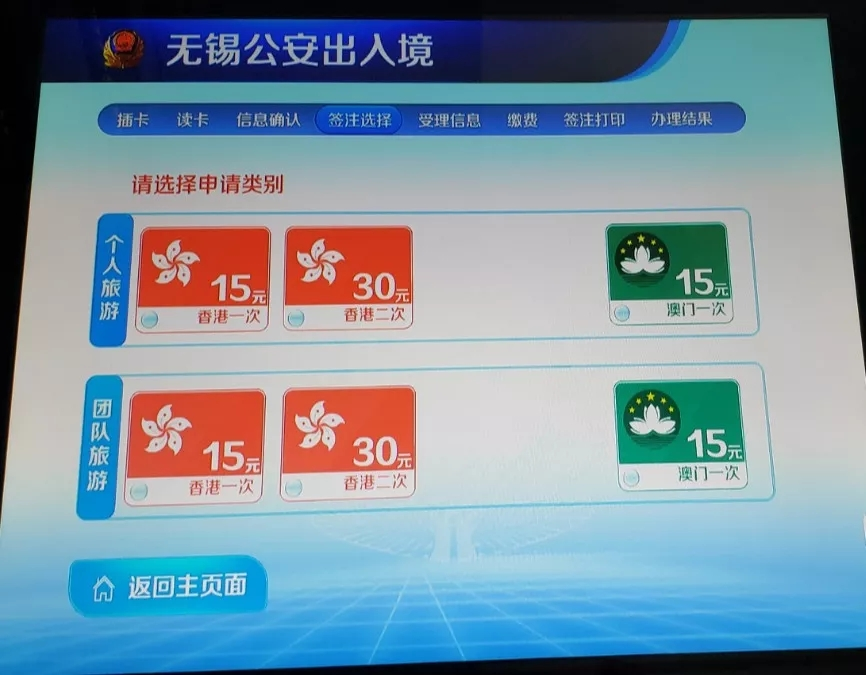 无锡公安出入境
插卡 读卡 信息确认 签注选择 受理信息 缴费 签注打印 办理结果
请选择申请类别
个人旅游
15元
香港一次
30元
香港二次
15元
澳门一次
团队旅游
15元
香港一次
30元
香港二次
15元
澳门一次
返回主页面